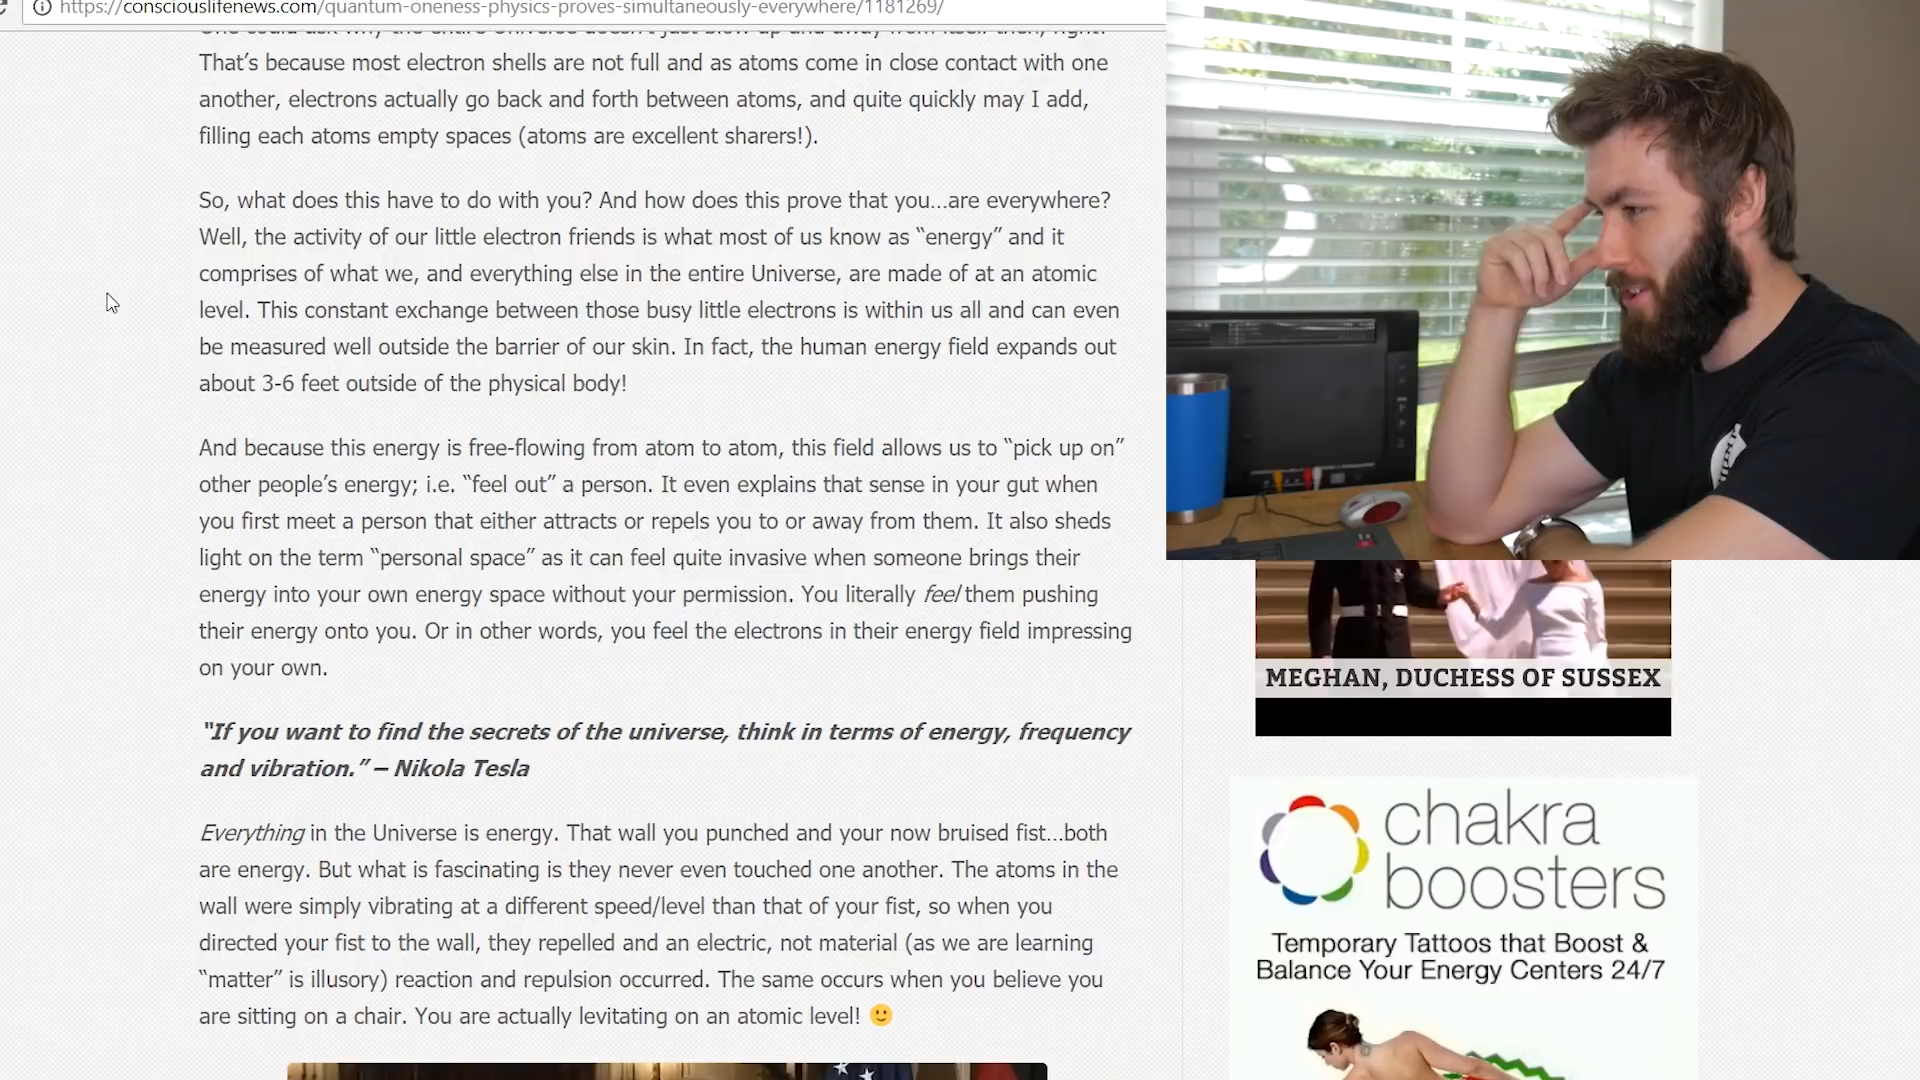 https://consciouslifenews.com/quantum-oneness-physics-proves-simultaneously-everywhere/1181269/
One could ask why the entire Universe doesn't just blow up and away from itself then, right?
That's because most electron shells are not full and as atoms come in close contact with one
another, electrons actually go back and forth between atoms, and quite quickly may I add,
filling each atoms empty spaces (atoms are excellent sharers!).
So, what does this have to do with you? And how does this prove that you...are everywhere?
Well, the activity of our little electron friends is what most of us know as “energy” and it
comprises of what we, and everything else in the entire Universe, are made of at an atomic
level. This constant exchange between those busy little electrons is within us all and can even
be measured well outside the barrier of our skin. In fact, the human energy field expands out
about 3-6 feet outside of the physical body!
And because this energy is free-flowing from atom to atom, this field allows us to “pick up on”
other people's energy; i.e. “feel out” a person. It even explains that sense in your gut when
you first meet a person that either attracts or repels you to or away from them. It also sheds
light on the term “personal space” as it can feel quite invasive when someone brings their
energy into your own energy space without your permission. You literally feel them pushing
their energy onto you. Or in other words, you feel the electrons in their energy field impressing
on your own.
“If you want to find the secrets of the universe, think in terms of energy, frequency
and vibration.” – Nikola Tesla
Everything in the Universe is energy. That wall you punched and your now bruised fist...both
are energy. But what is fascinating is they never even touched one another. The atoms in the
wall were simply vibrating at a different speed/level than that of your fist, so when you
directed your fist to the wall, they repelled and an electric, not material (as we are learning
“matter” is illusory) reaction and repulsion occurred. The same occurs when you believe you
are sitting on a chair. You are actually levitating on an atomic level! 🙂
MEGHAN, DUCHESS OF SUSSEX
chakra
boosters
Temporary Tattoos that Boost &
Balance Your Energy Centers 24/7